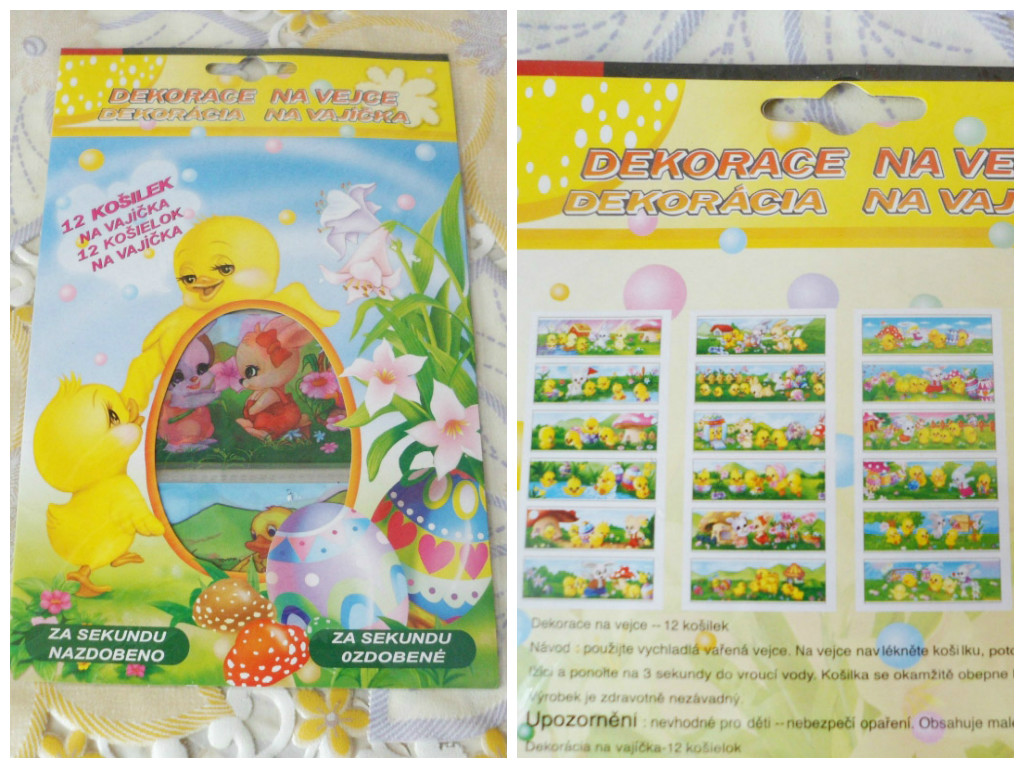 DEKORACE NA VEJCE
DEKORÁCIA NA VAJÍČKA
12 KOŠILEK
NA VAJÍČKA
12 KOŠIELOK
NA VAJÍČKA
ZA SEKUNDU
NAZDOBENO
ZA SEKUNDU
OZDOBENÉ
DEKORACE NA VE
DEKORÁCIA NA VAJ
Dekorace na vejce -- 12 košilek
Návod : použijte vychladlá vařená vejce. Na vejce navlékněte košilku, poto
žíci a ponořte na 3 sekundy do vroucí vody. Košilka se okamžitě obepne
Výrobek je zdravotně nezávadný.
Upozornění : nevhodné pro děti -- nebezpečí opaření. Obsahuje malé
Dekorácia na vajíčka-12 košielok